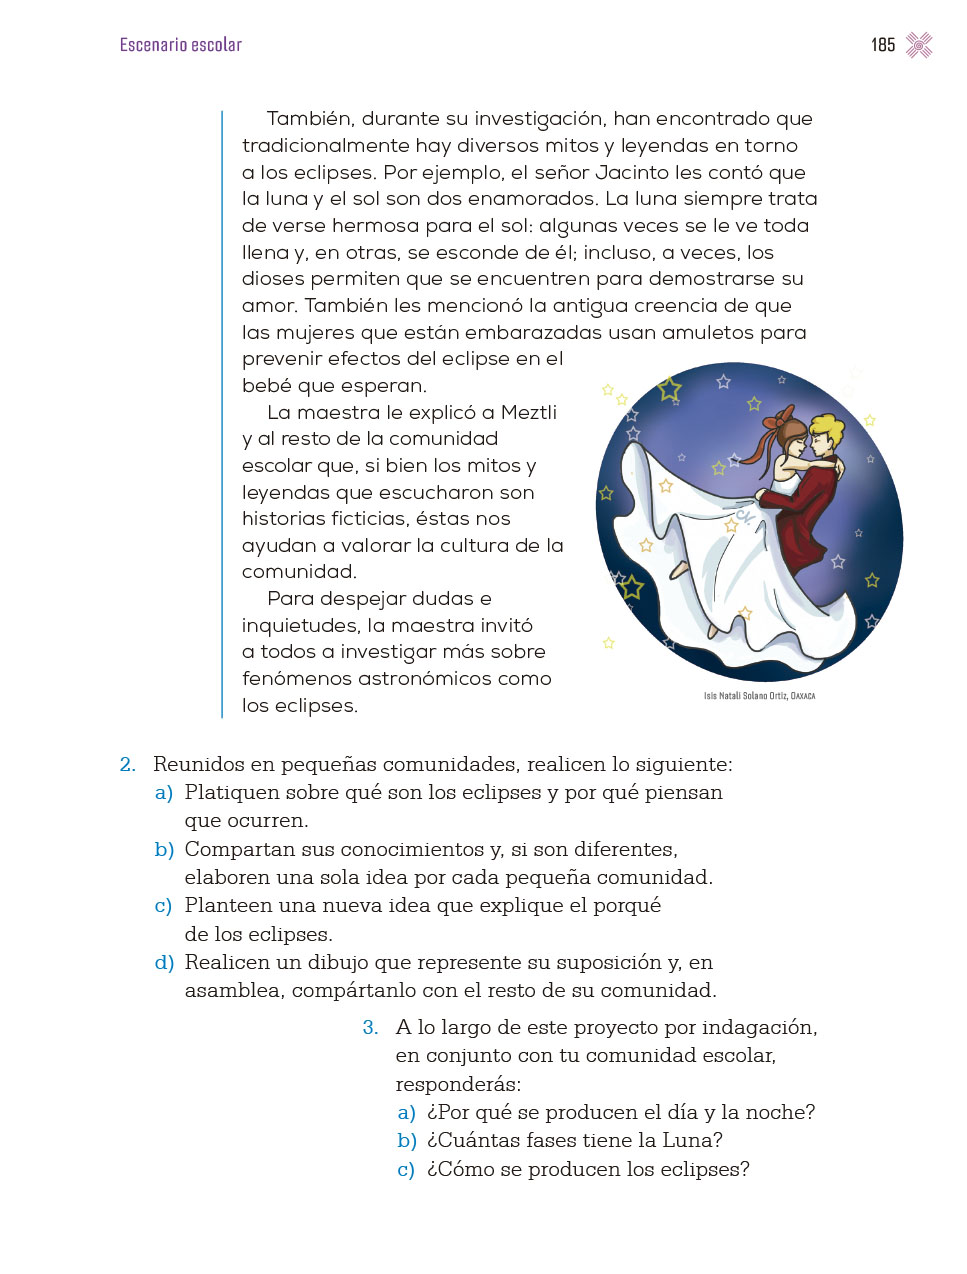 Escenario escolar
185
También, durante su investigación, han encontrado que
tradicionalmente hay diversos mitos y leyendas en torno
a los eclipses. Por ejemplo, el señor Jacinto les contó que
la luna y el sol son dos enamorados. La luna siempre trata
de verse hermosa para el sol: algunas veces se le ve toda
llena y, en otras, se esconde de él; incluso, a veces, los
dioses permiten que se encuentren para demostrarse su
amor. También les mencionó la antigua creencia de que
las mujeres que están embarazadas usan amuletos para
prevenir efectos del eclipse en el
bebé que esperan.
La maestra le explicó a Meztli
y al resto de la comunidad
escolar que, si bien los mitos y
leyendas que escucharon son
historias ficticias, éstas nos
ayudan a valorar la cultura de la
comunidad.
Para despejar dudas e
inquietudes, la maestra invitó
a todos a investigar más sobre
fenómenos astronómicos como
los eclipses.
Isis Natali Solano Ortiz, OAXACA
2. Reunidos en pequeñas comunidades, realicen lo siguiente:
a) Platiquen sobre qué son los eclipses y por qué piensan
que ocurren.
b) Compartan sus conocimientos y, si son diferentes,
elaboren una sola idea por cada pequeña comunidad.
c) Planteen una nueva idea que explique el porqué
de los eclipses.
d) Realicen un dibujo que represente su suposición y, en
asamblea, compártanlo con el resto de su comunidad.
3. A lo largo de este proyecto por indagación,
en conjunto con tu comunidad escolar,
responderás:
a) ¿Por qué se producen el día y la noche?
b) ¿Cuántas fases tiene la Luna?
c) ¿Cómo se producen los eclipses?